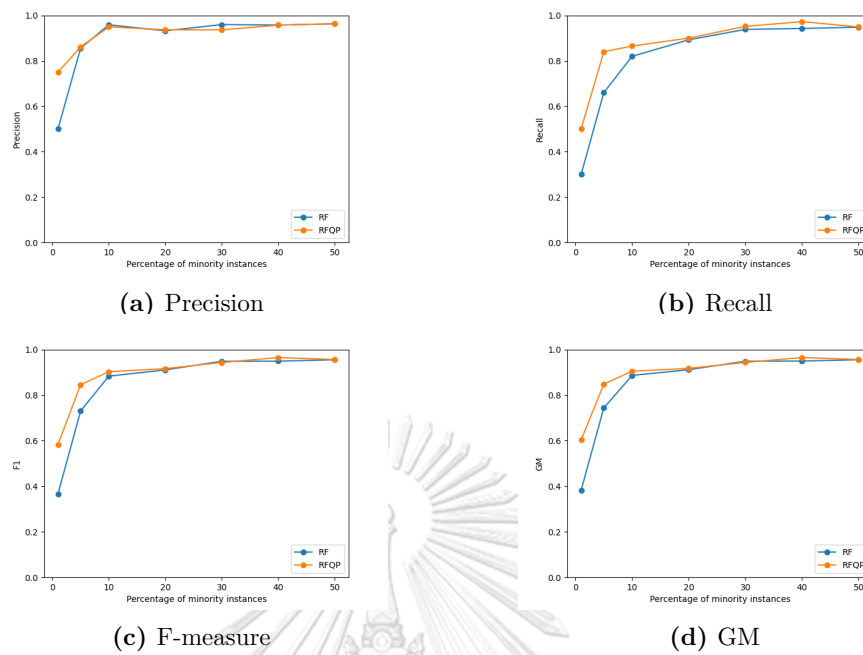 1.0
0.8
0.6
0.4
0.2
0.0
Precision
0 10 20 30 40 50
Percentage of minority instances
RF
RFQP
(a) Precision
1.0
0.8
0.6
0.4
0.2
0.0
Recall
0 10 20 30 40 50
Percentage of minority instances
RF
RFQP
(b) Recall
1.0
0.8
0.6
0.4
0.2
0.0
F1
0 10 20 30 40 50
Percentage of minority instances
RF
RFQP
(c) F-measure
1.0
0.8
0.6
0.4
0.2
0.0
GM
0 10 20 30 40 50
Percentage of minority instances
RF
RFQP
(d) GM